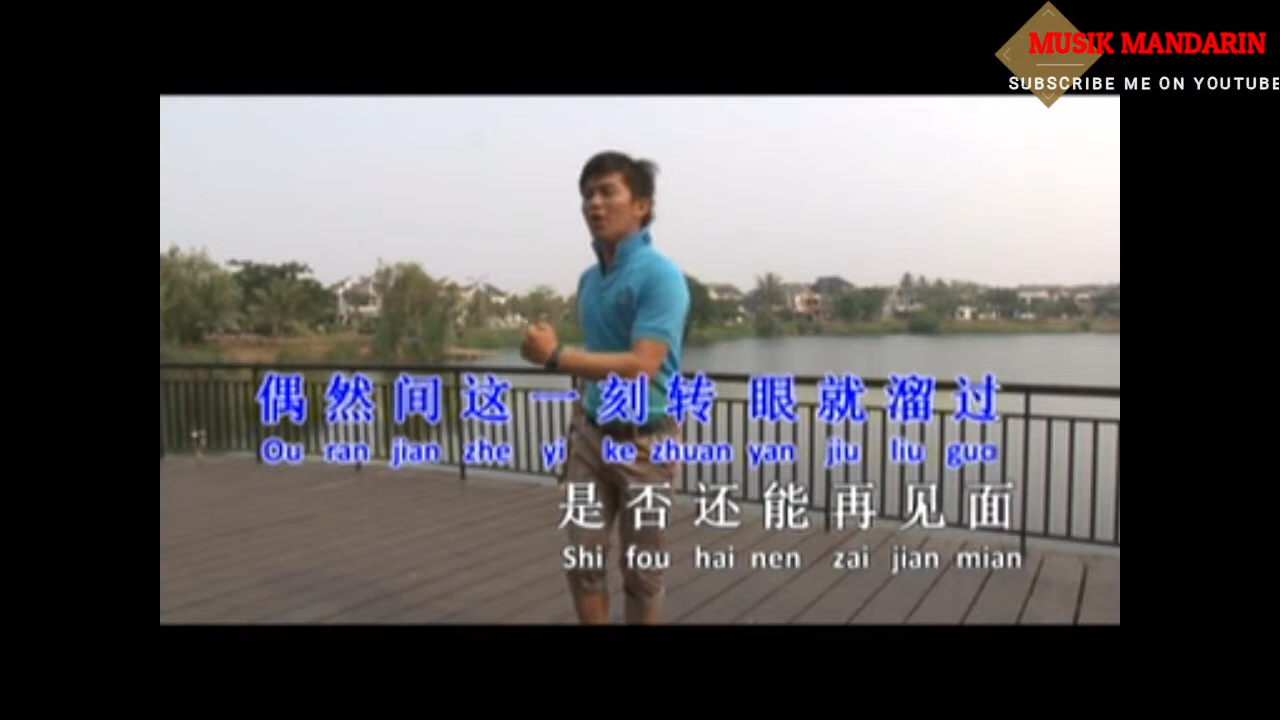 MUSIK MANDARIN
SUBSCRIBE ME ON YOUTUBE
偶然间这一刻转眼就溜过
Ou ran jian zhe yi ke zhuan yan jiu liu guo
是否还能再见面
Shi fou hai nen zai jian mian